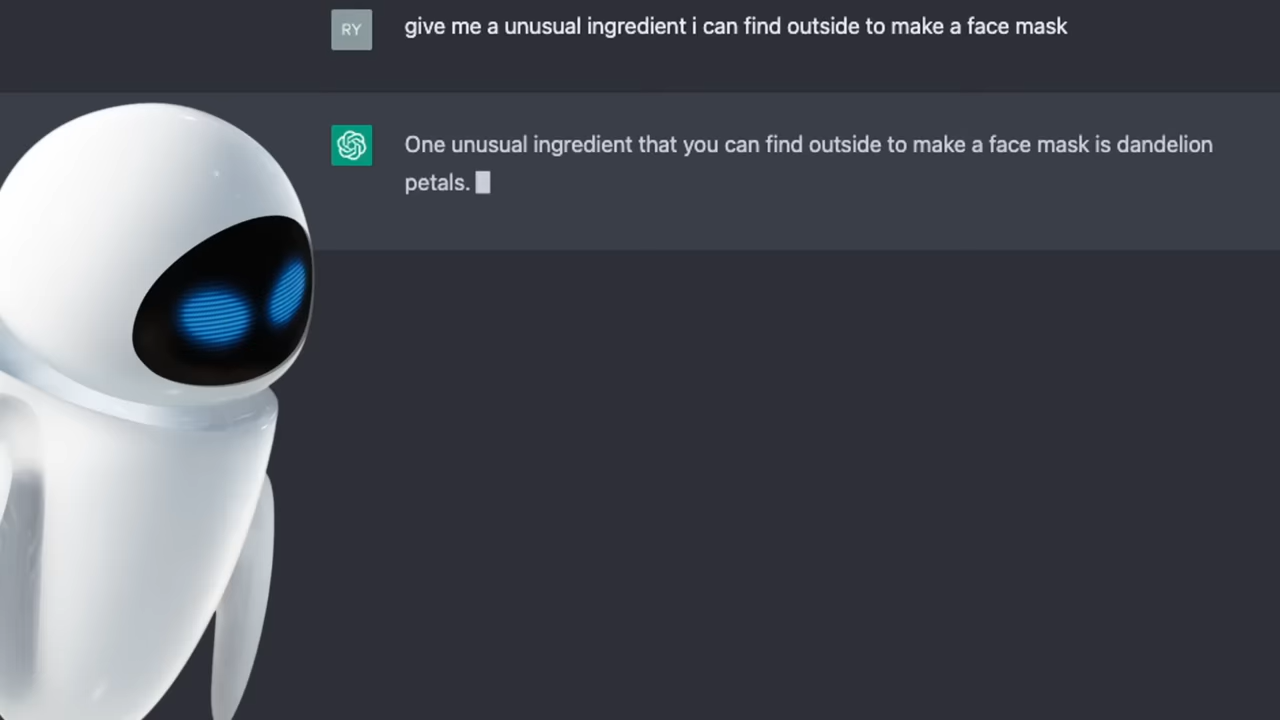 RY
give me a unusual ingredient i can find outside to make a face mask
One unusual ingredient that you can find outside to make a face mask is dandelion
petals.